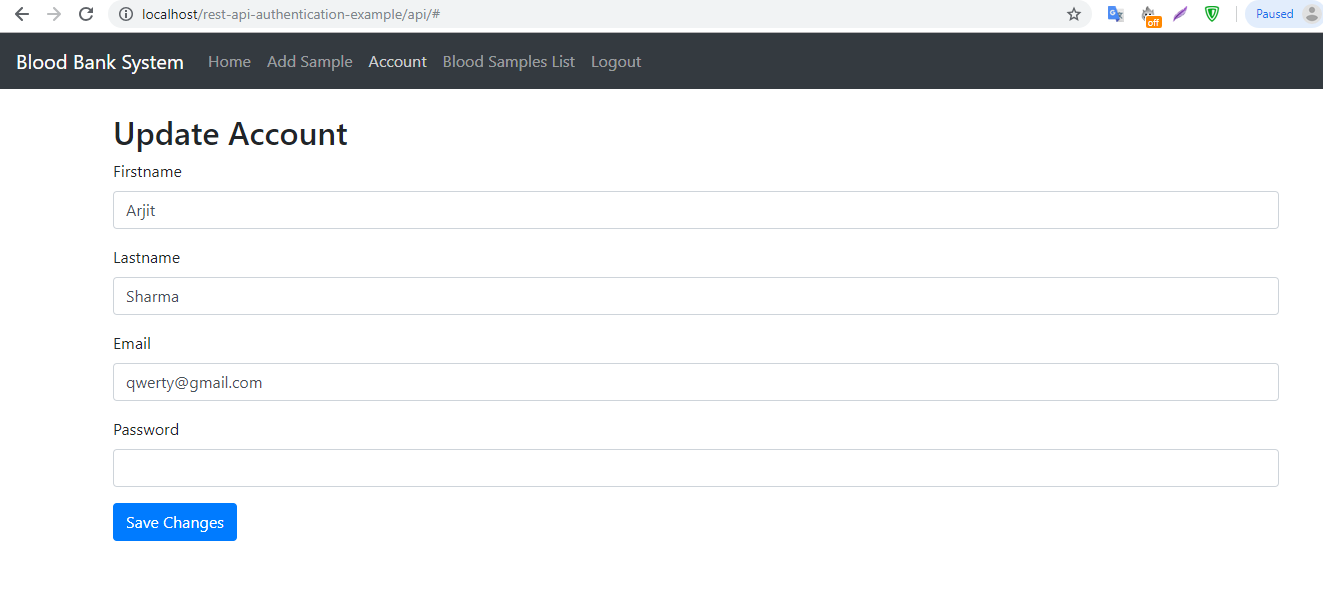 localhost/rest-api-authentication-example/api/#
off
Paused
Blood Bank System Home Add Sample Account Blood Samples List Logout
Update Account
Firstname
Arjit
Lastname
Sharma
Email
qwerty@gmail.com
Password
Save Changes